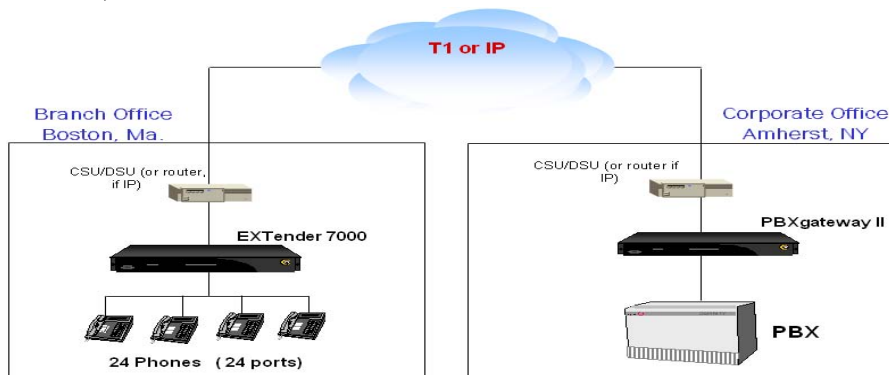 T1 or IP
Branch Office
Boston, Ma.
CSU/DSU (or router,
if IP)
EXTender 7000
24 Phones ( 24 ports)
Corporate Office
Amherst, NY
CSU/DSU (or router if
IP)
PBXgateway II
PBX